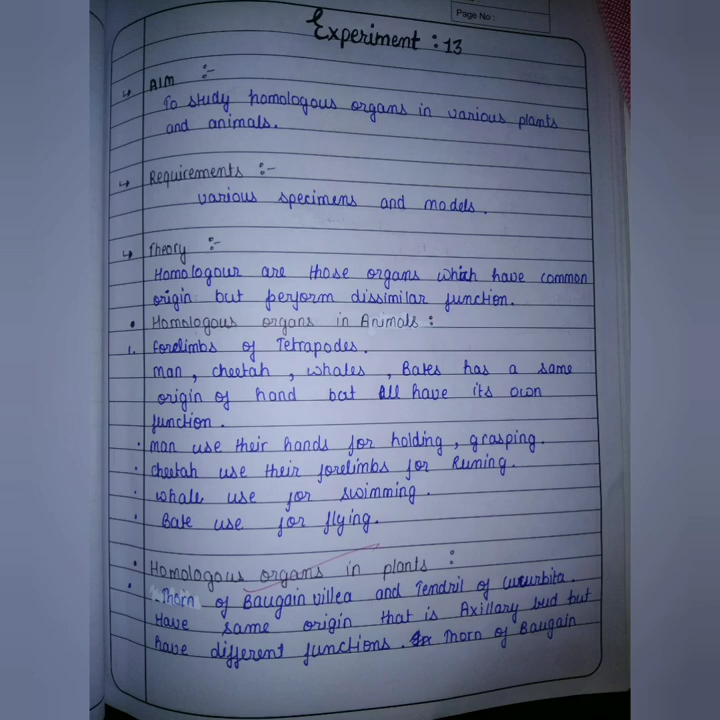 Page No :
Experiment : 13
↳ AIM :-
To study homologous organs in various plants
and animals.
↳ Requirements :-
various specimens and models.
↳ Theory :-
Homologour are those organs which have common
origin but perform dissimilar function.
• Homologous organs in Animals :
1. Forelimbs of Tetrapodes.
man, cheetah, whales, Bates has a same
origin of hand but All have its own
function.
· man use their hands for holding, grasping.
· cheetah use their forelimbs for Runing.
· whale use for swimming.
· Bate use for flying.
• Homologous organs in plants :
· Thorn of Baugainvillea and Tendril of cucurbita.
Have same origin that is Axillary bud but
have different functions. Thorn of Baugain